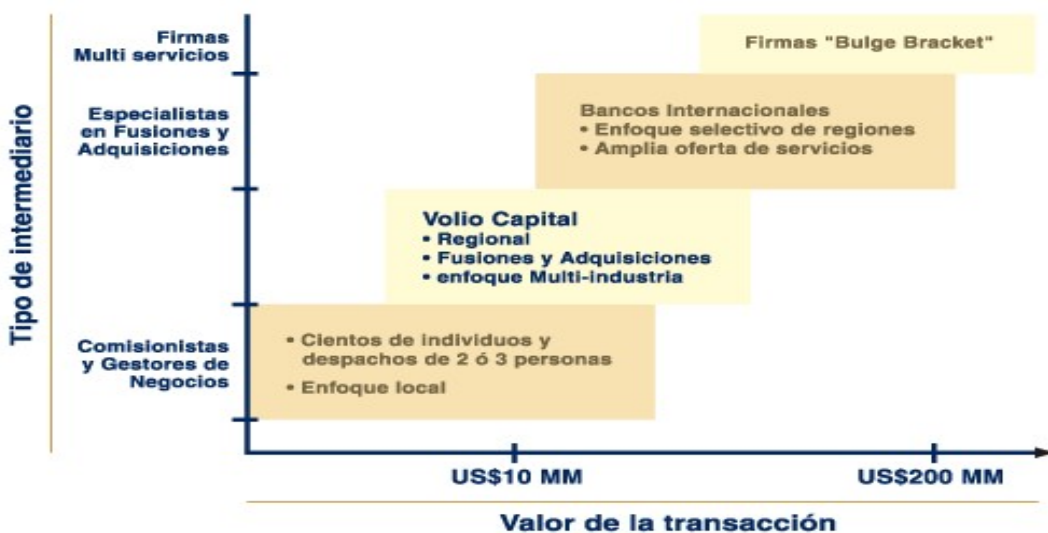 Firmas
Multi servicios
Firmas "Bulge Bracket"
Especialistas
en Fusiones y
Adquisiciones
Bancos Internacionales
• Enfoque selectivo de regiones
• Amplia oferta de servicios
Volio Capital
• Regional
• Fusiones y Adquisiciones
• enfoque Multi-industria
Comisionistas
y Gestores de
Negocios
• Cientos de individuos y
despachos de 2 ó 3 personas
• Enfoque local
Tipo de intermediario
US$10 MM
US$200 MM
Valor de la transacción